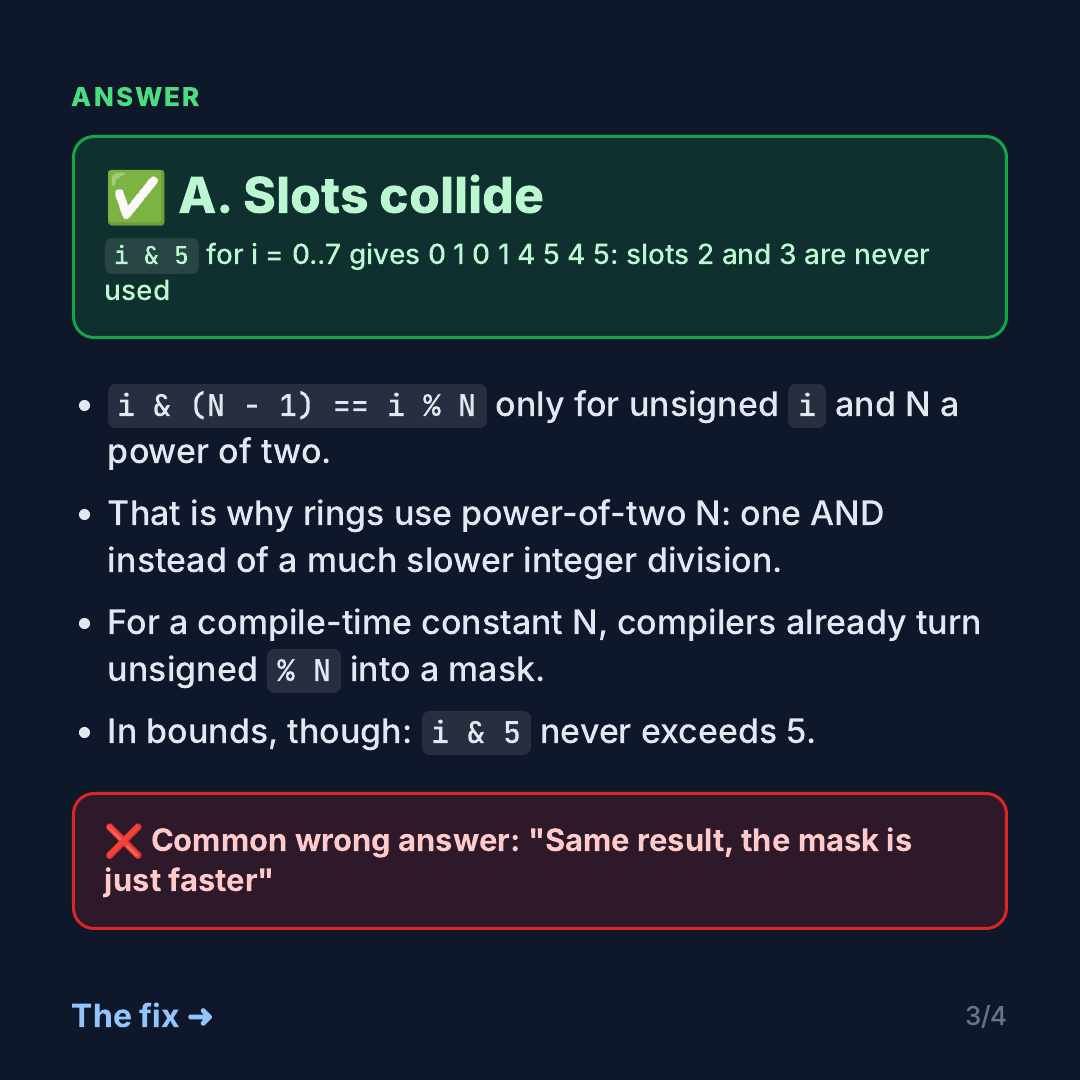 ANSWER
✅ A. Slots collide
i & 5 for i = 0..7 gives 0 1 0 1 4 5 4 5: slots 2 and 3 are never
used
• i & (N - 1) == i % N only for unsigned i and N a
power of two.
• That is why rings use power-of-two N: one AND
instead of a much slower integer division.
• For a compile-time constant N, compilers already turn
unsigned % N into a mask.
• In bounds, though: i & 5 never exceeds 5.
❌ Common wrong answer: "Same result, the mask is
just faster"
The fix ➜
3/4